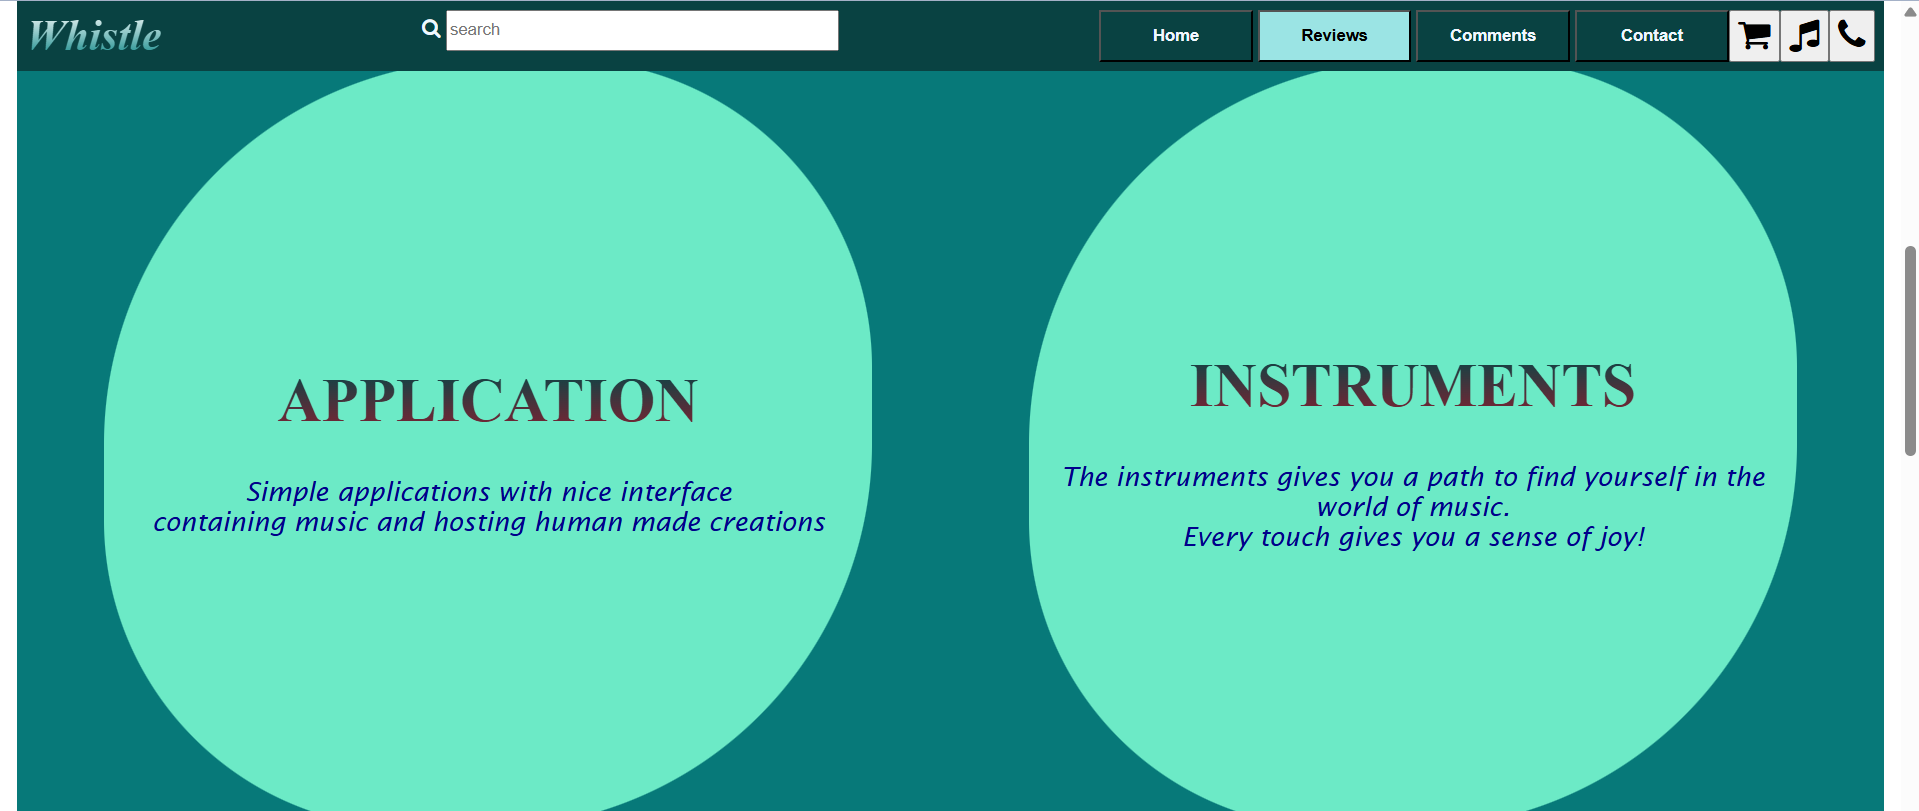 Whistle
search
Home
Reviews
Comments
Contact
APPLICATION
Simple applications with nice interface
containing music and hosting human made creations
INSTRUMENTS
The instruments gives you a path to find yourself in the
world of music.
Every touch gives you a sense of joy!